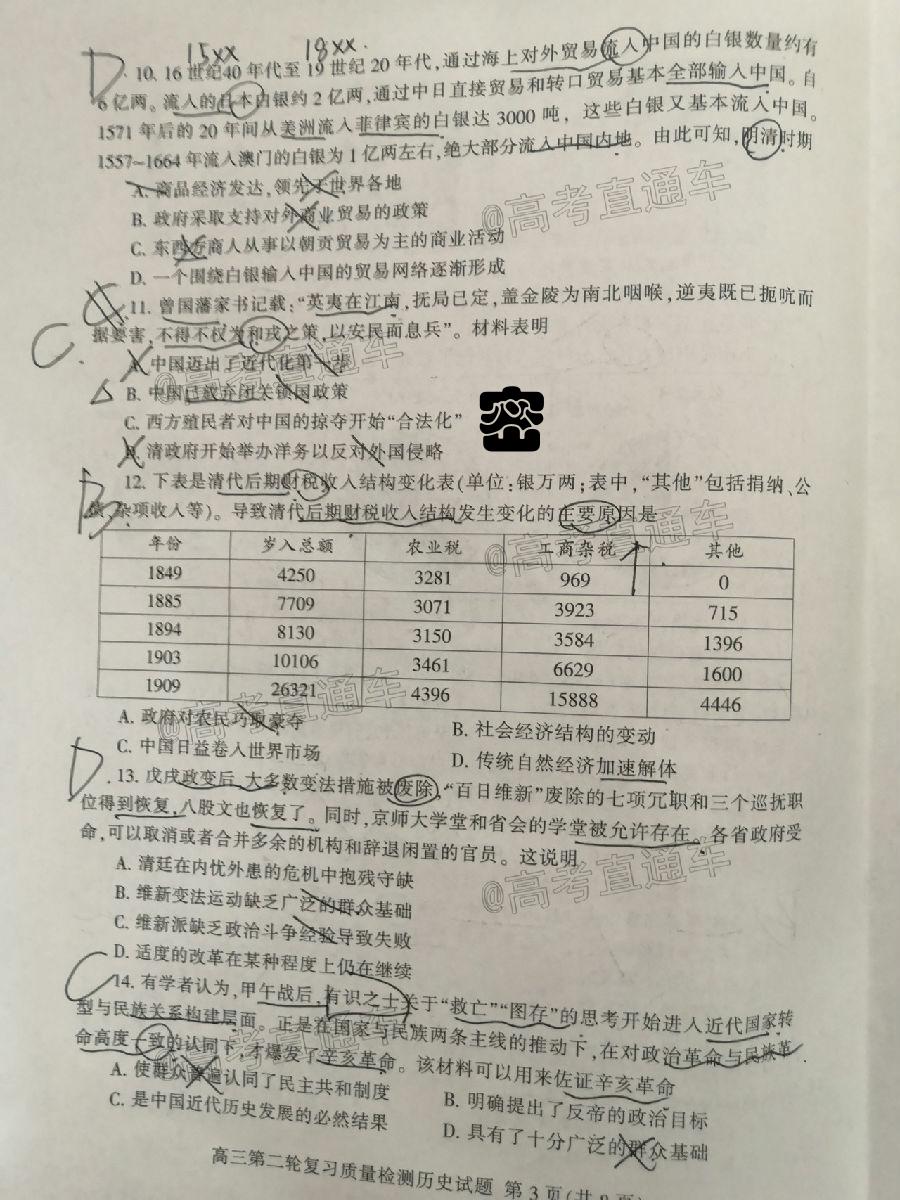 15xx 18xx.
D
10. 16 世纪40 年代至 19 世纪 20 年代，通过海上对外贸易流入中国的白银数量约有
6 亿两。流入的日本白银约 2 亿两，通过中日直接贸易和转口贸易基本全部输入中国。自
1571 年后的 20 年间从美洲流入菲律宾的白银达 3000 吨，这些白银又基本流入中国。
1557~1664 年流入澳门的白银为 1 亿两左右，绝大部分流入中国内地。由此可知，明清时期
A. 商品经济发达，领先于世界各地
B. 政府采取支持对外商业贸易的政策
C. 东西方商人从事以朝贡贸易为主的商业活动
D. 一个围绕白银输入中国的贸易网络逐渐形成
@高考直通车
C.
11. 曾国藩家书记载：“英夷在江南，抚局已定，盖金陵为南北咽喉，逆夷既已扼吭而
据要害，不得不权为和戎之策，以安民而息兵”。材料表明
A. 中国迈出了近代化第一步
B. 中国已放弃闭关锁国政策
C. 西方殖民者对中国的掠夺开始“合法化”
D. 清政府开始举办洋务以反对外国侵略
@高考直通车
B
12. 下表是清代后期财税收入结构变化表(单位：银万两；表中，“其他”包括捐纳、公
债、杂项收入等)。导致清代后期财税收入结构发生变化的主要原因是
年份 岁入总额 农业税 工商杂税 其他
1849 4250 3281 969 0
1885 7709 3071 3923 715
1894 8130 3150 3584 1396
1903 10106 3461 6629 1600
1909 26321 4396 15888 4446
@高考直通车
A. 政府对农民巧取豪夺 B. 社会经济结构的变动
C. 中国日益卷入世界市场 D. 传统自然经济加速解体
@高考直通车
D
13. 戊戌政变后，大多数变法措施被废除，“百日维新”废除的七项冗职和三个巡抚职
位得到恢复，八股文也恢复了。同时，京师大学堂和省会的学堂被允许存在。各省政府受
命，可以取消或者合并多余的机构和辞退闲置的官员。这说明
A. 清廷在内忧外患的危机中抱残守缺
B. 维新变法运动缺乏广泛的群众基础
C. 维新派缺乏政治斗争经验导致失败
D. 适度的改革在某种程度上仍在继续
@高考直通车
C
14. 有学者认为，甲午战后，有识之士关于“救亡”“图存”的思考开始进入近代国家转
型与民族关系构建层面，正是在国家与民族两条主线的推动下，在对政治革命与民族革
命高度一致的认同下，才爆发了辛亥革命。该材料可以用来佐证辛亥革命
A. 使群众普遍认同了民主共和制度 B. 明确提出了反帝的政治目标
C. 是中国近代历史发展的必然结果 D. 具有了十分广泛的群众基础
@高考直通车
高三第二轮复习质量检测历史试题 第 3 页(共 8 页)